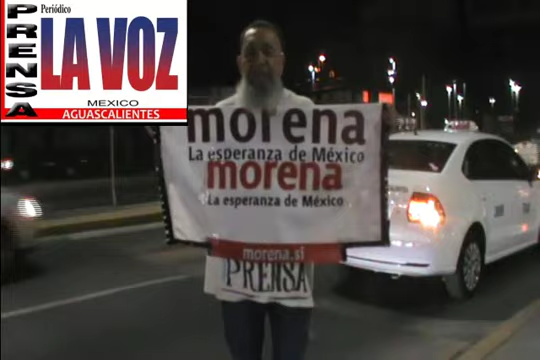 PRENSA
Periódico
LA VOZ
MEXICO
AGUASCALIENTES
morena
La esperanza de México
morena
La esperanza de México
morena.si
PRENSA